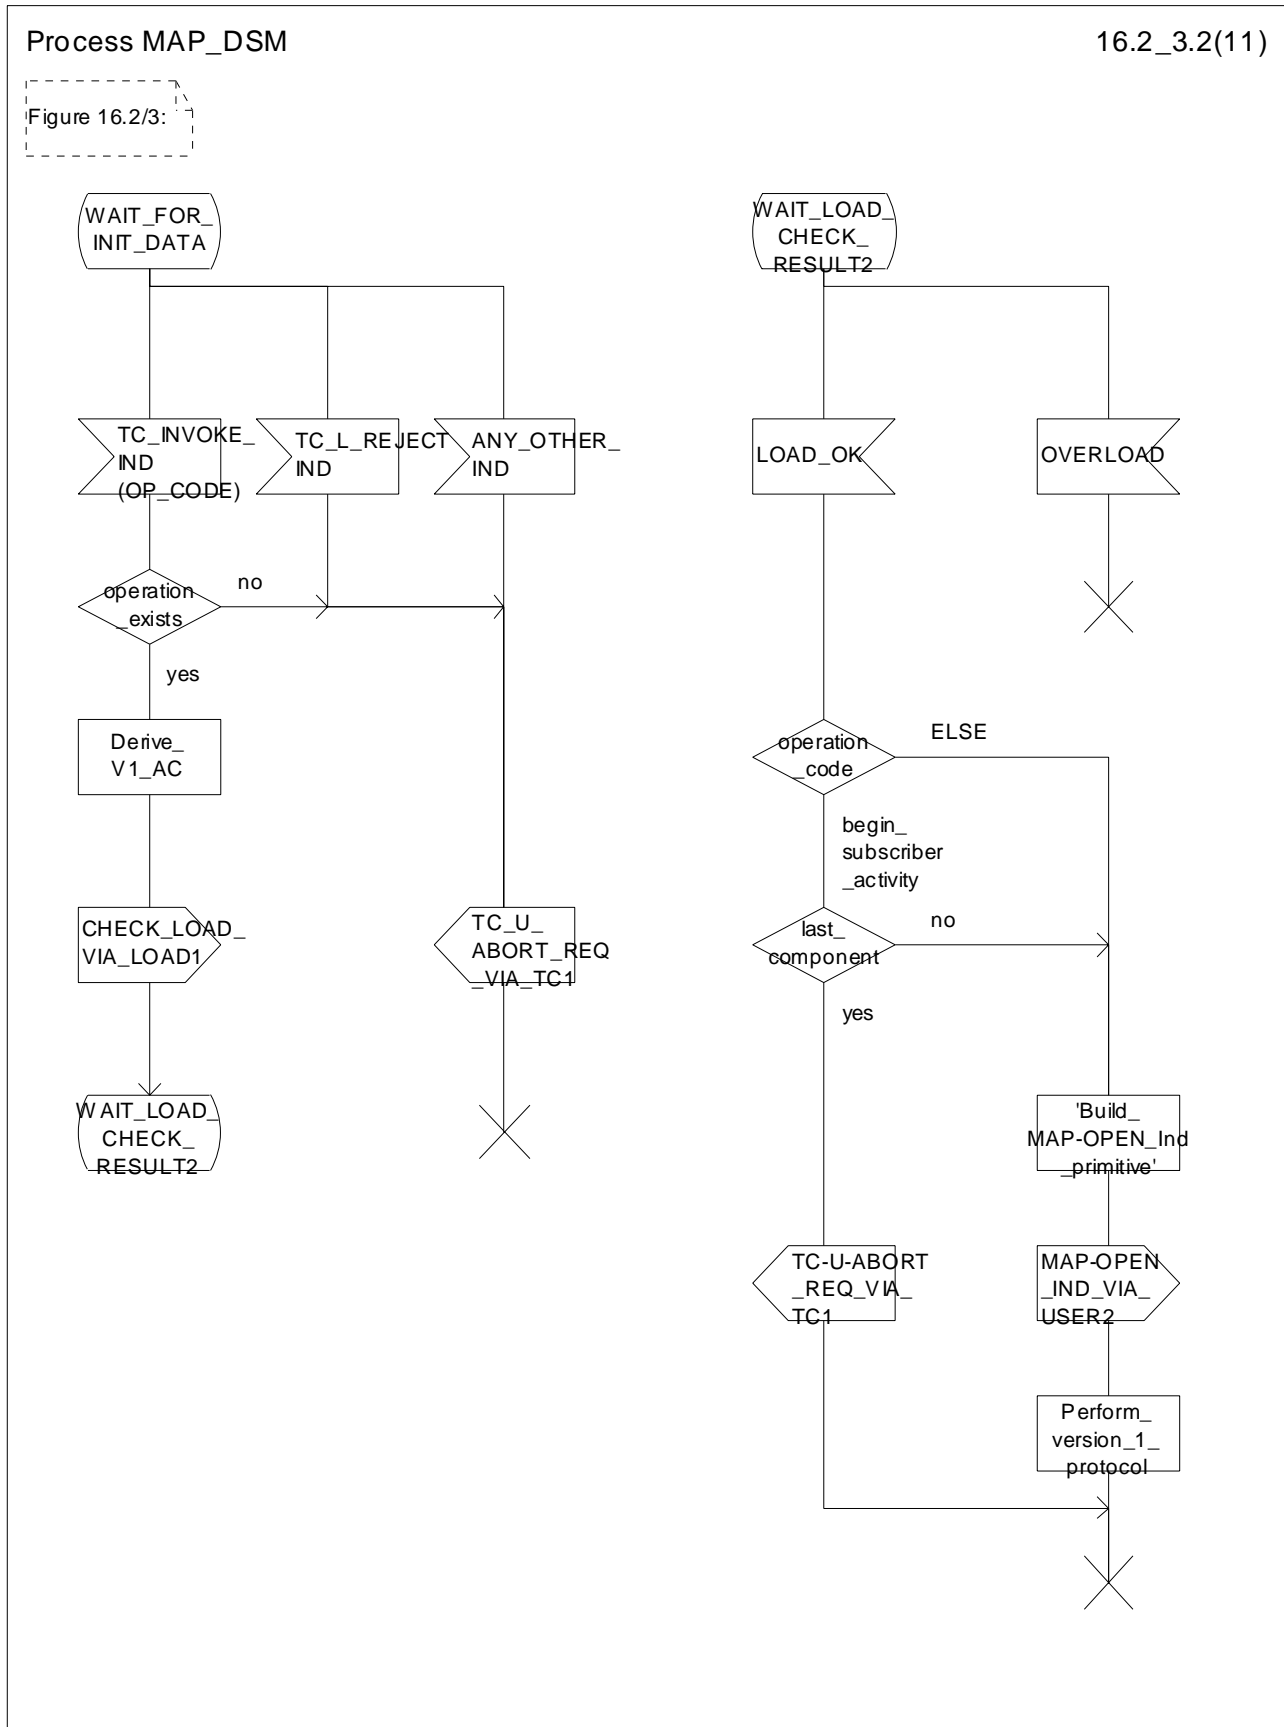 Process MAP_DSM
16.2_3.2(11)
Figure 16.2/3:
WAIT_FOR_
INIT_DATA
TC_INVOKE_
IND
(OP_CODE)
TC_L_REJECT
IND
ANY_OTHER_
IND
operation
_exists
no
yes
Derive_
V1_AC
CHECK_LOAD_
VIA_LOAD1
TC_U_
ABORT_REQ
_VIA_TC1
WAIT_LOAD_
CHECK_
RESULT2
WAIT_LOAD_
CHECK_
RESULT2
LOAD_OK
OVERLOAD
operation
_code
ELSE
begin_
subscriber
_activity
last_
component
no
yes
'Build_
MAP-OPEN_Ind
_primitive'
TC-U-ABORT
_REQ_VIA_
TC1
MAP-OPEN
_IND_VIA_
USER2
Perform_
version_1_
protocol